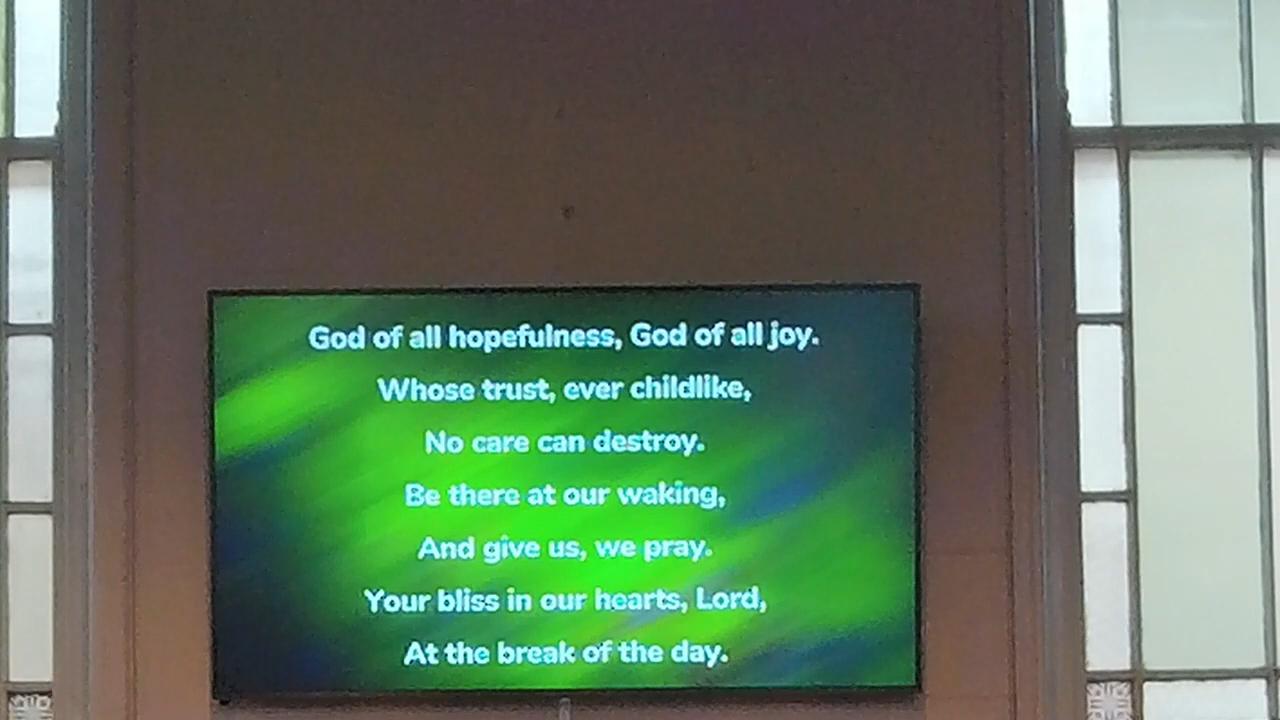 God of all hopefulness, God of all joy.
Whose trust, ever childlike,
No care can destroy.
Be there at our waking,
And give us, we pray.
Your bliss in our hearts, Lord,
At the break of the day.